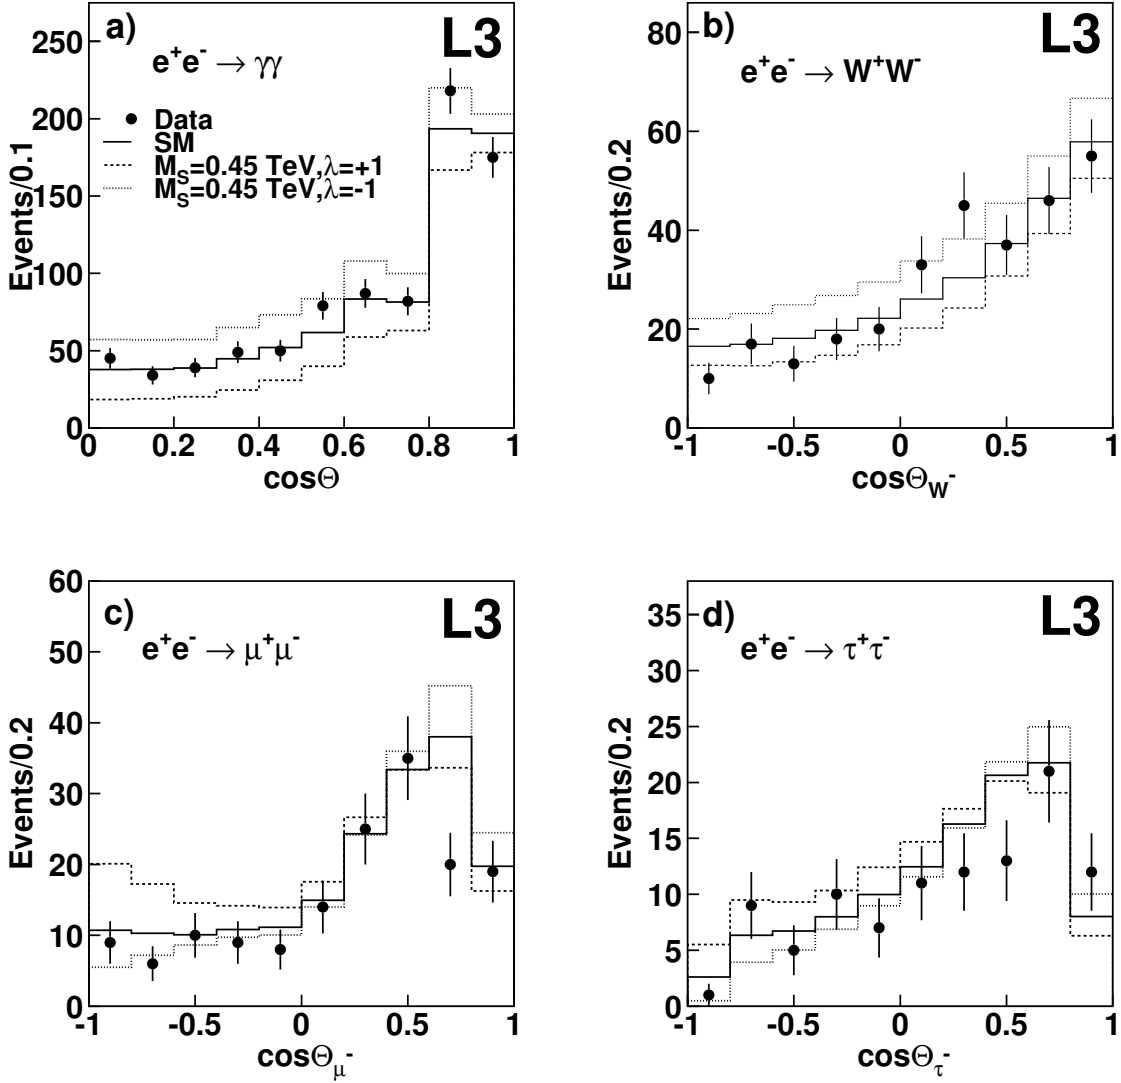 a)
L3
e⁺e⁻ → γγ
Data
SM
M_S=0.45 TeV,λ=+1
M_S=0.45 TeV,λ=-1
Events/0.1
250
200
150
100
50
0
0 0.2 0.4 0.6 0.8 1
cosΘ
b)
L3
e⁺e⁻ → W⁺W⁻
Events/0.2
80
60
40
20
0
-1 -0.5 0 0.5 1
cosΘ_W⁻
c)
L3
e⁺e⁻ → μ⁺μ⁻
Events/0.2
60
50
40
30
20
10
0
-1 -0.5 0 0.5 1
cosΘ_μ⁻
d)
L3
e⁺e⁻ → τ⁺τ⁻
Events/0.2
35
30
25
20
15
10
5
0
-1 -0.5 0 0.5 1
cosΘ_τ⁻